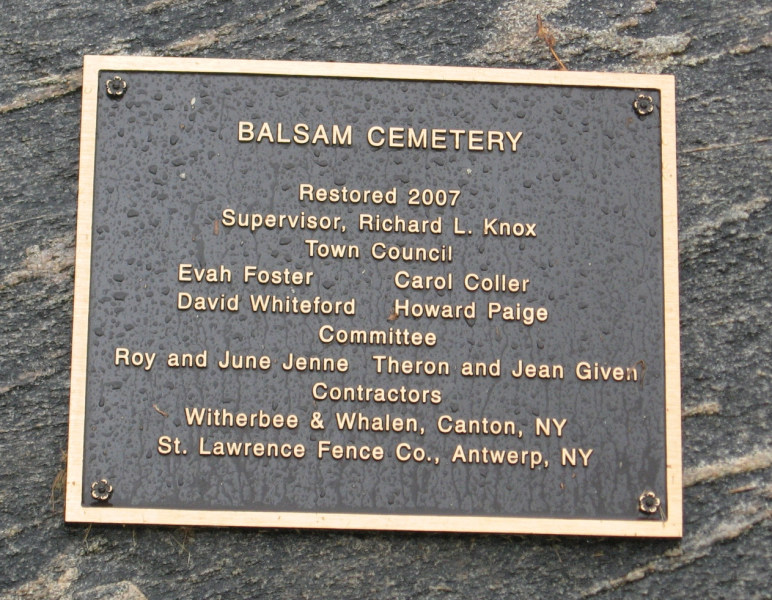 BALSAM CEMETERY
Restored 2007
Supervisor, Richard L. Knox
Town Council
Evah Foster Carol Coller
David Whiteford Howard Paige
Committee
Roy and June Jenne Theron and Jean Given
Contractors
Witherbee & Whalen, Canton, NY
St. Lawrence Fence Co., Antwerp, NY